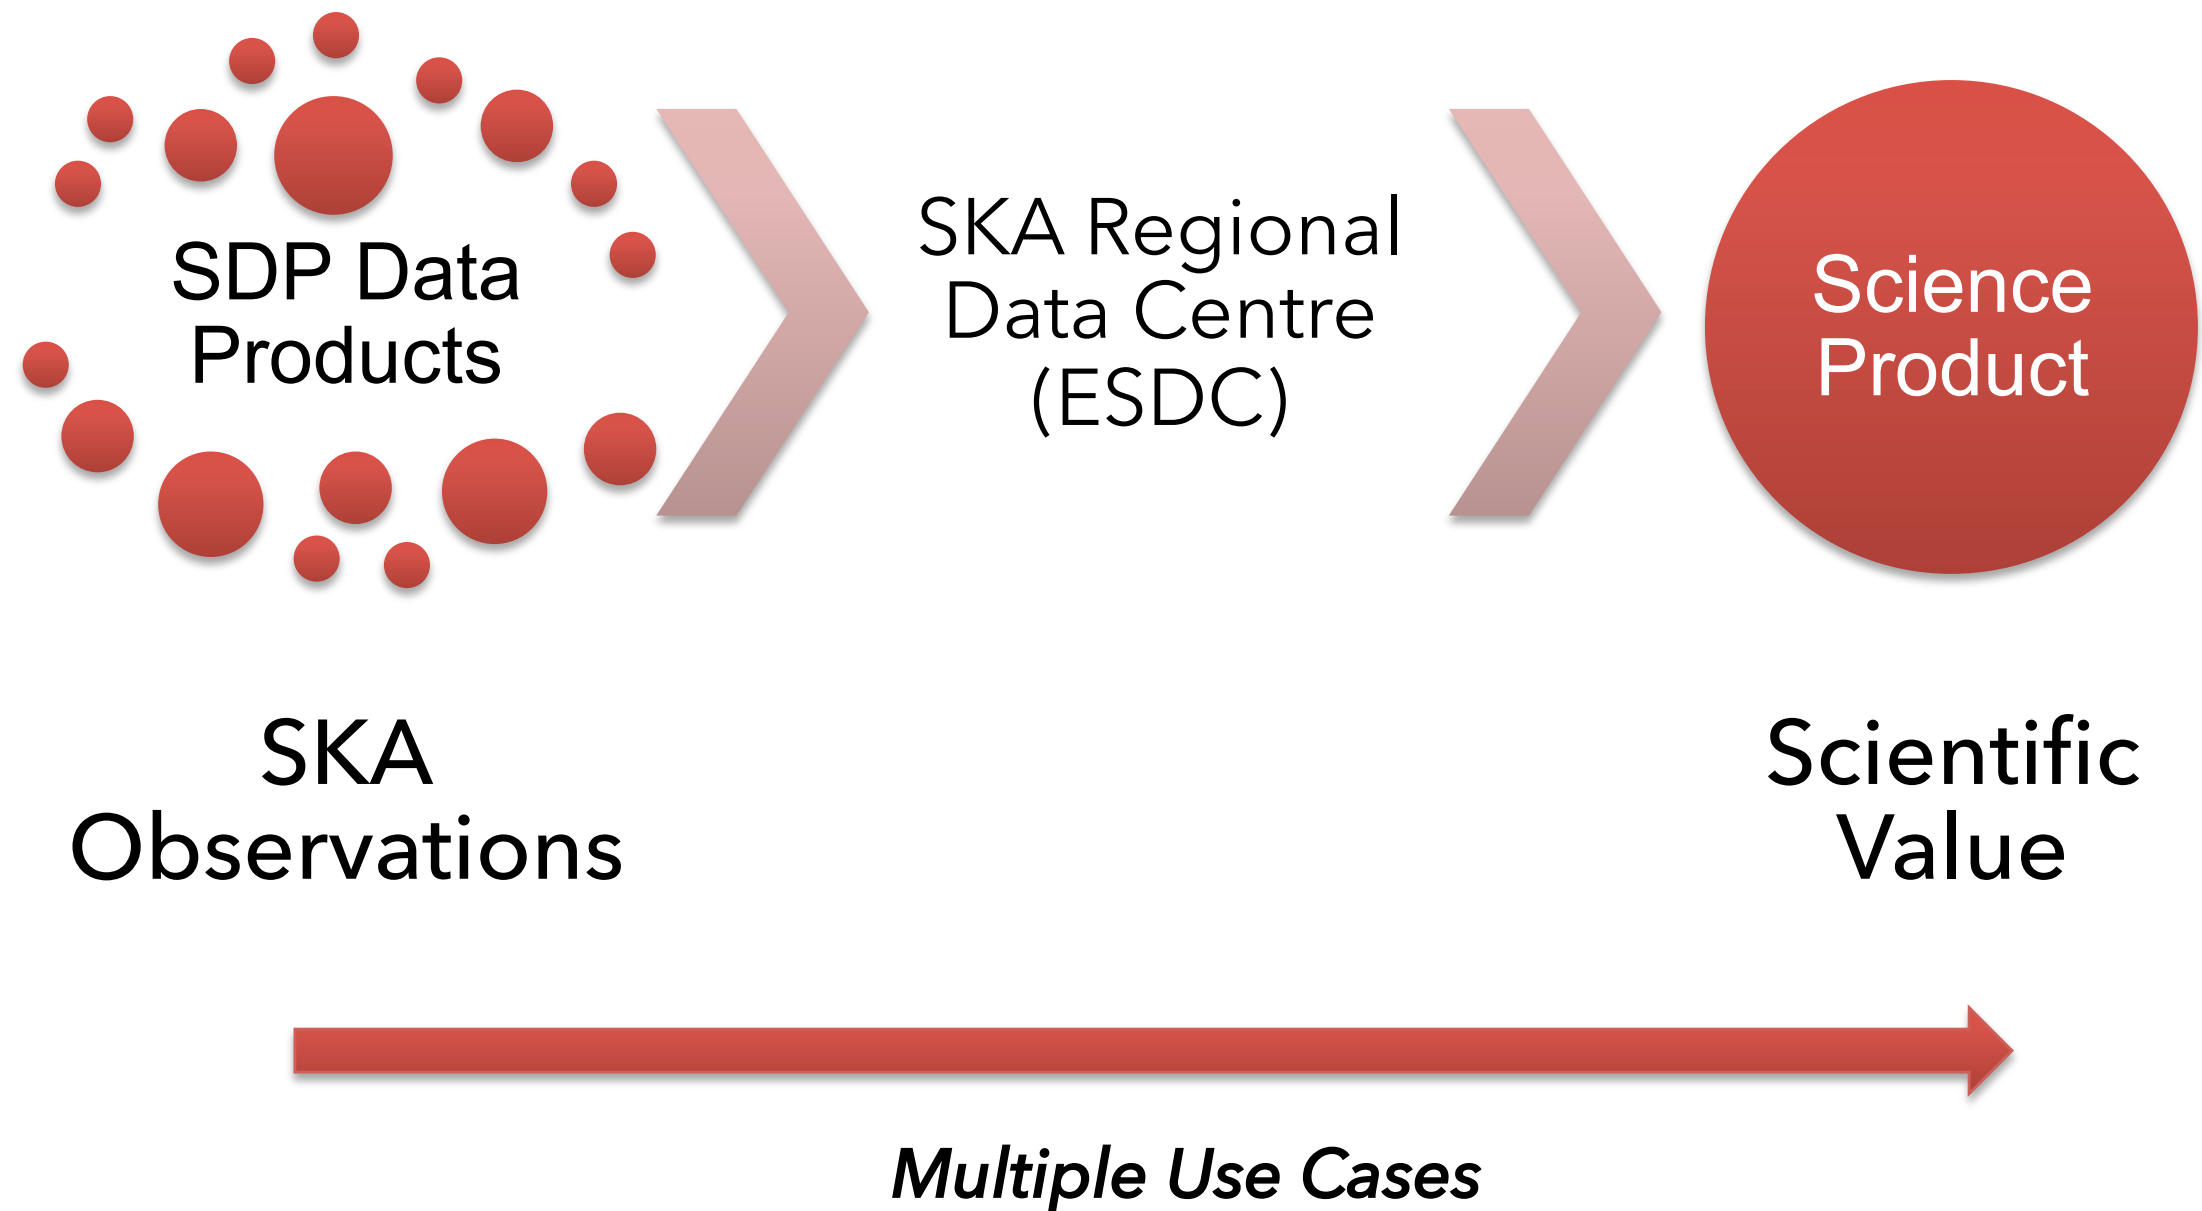 SDP Data
Products
SKA Regional
Data Centre
(ESDC)
Science
Product
SKA
Observations
Scientific
Value
Multiple Use Cases